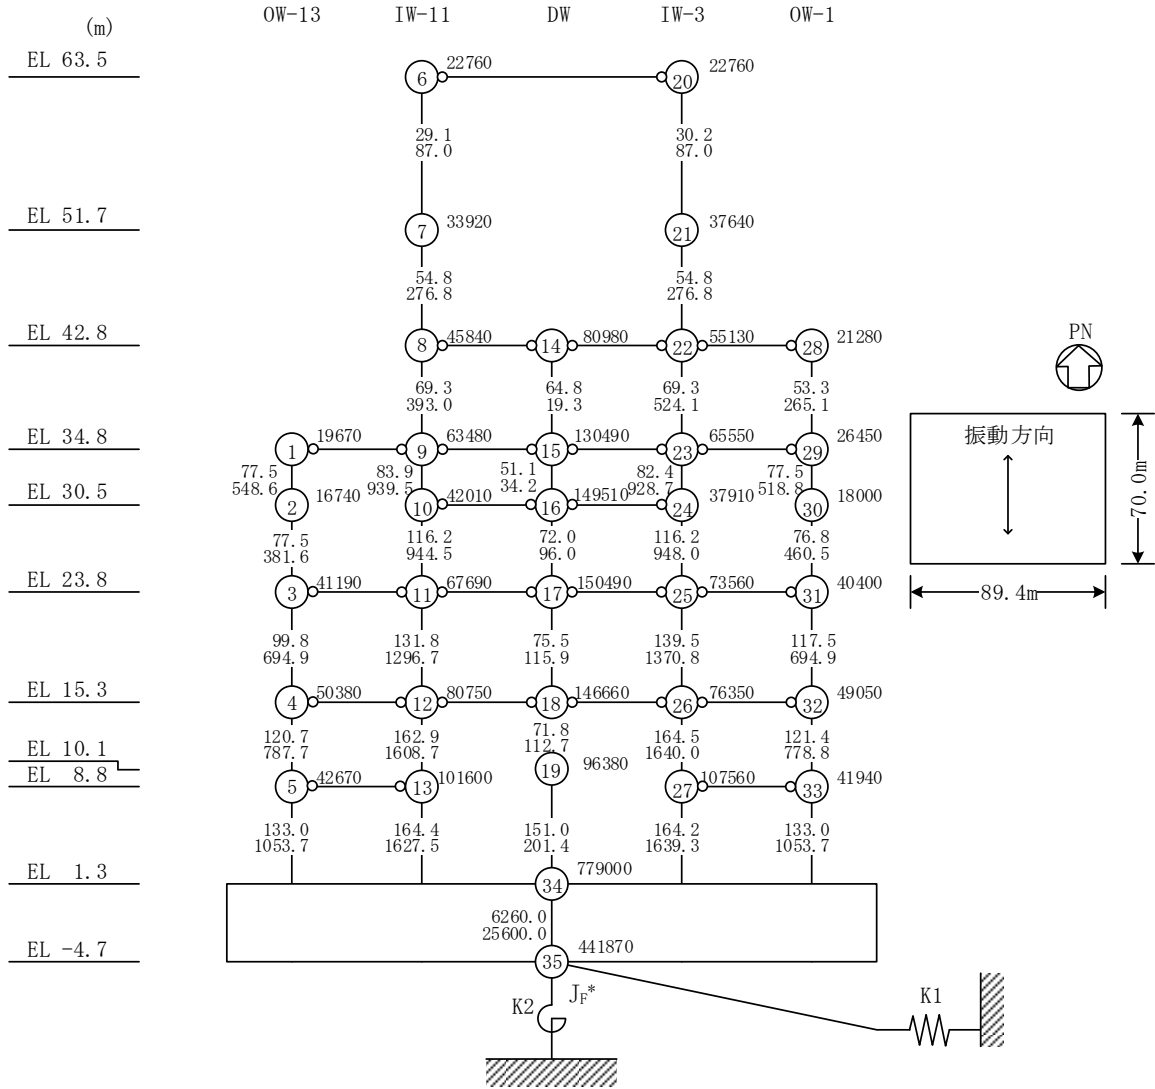 OW-13 IW-11 DW IW-3 OW-1
(m)
EL 63.5
6 22760 20 22760
29.1 30.2
87.0 87.0
EL 51.7
7 33920 21 37640
54.8 54.8
276.8 276.8
EL 42.8
8 45840 14 80980 22 55130 28 21280
PN
69.3 64.8 69.3 53.3
393.0 19.3 524.1 265.1
EL 34.8
1 19670 9 63480 15 130490 23 65550 29 26450
振動方向
77.5 83.9 51.1 82.4 77.5
548.6 939.5 34.2 928.7 518.8
EL 30.5
2 16740 10 42010 16 149510 24 37910 30 18000
70.0m
77.5 116.2 72.0 116.2 76.8
381.6 944.5 96.0 948.0 460.5
EL 23.8
3 41190 11 67690 17 150490 25 73560 31 40400
89.4m
99.8 131.8 75.5 139.5 117.5
694.9 1296.7 115.9 1370.8 694.9
EL 15.3
4 50380 12 80750 18 146660 26 76350 32 49050
120.7 162.9 71.8 164.5 121.4
787.7 1608.7 112.7 1640.0 778.8
EL 10.1
19 96380
EL 8.8
5 42670 13 101600 27 107560 33 41940
133.0 164.4 151.0 164.2 133.0
1053.7 1627.5 201.4 1639.3 1053.7
EL 1.3
34 779000
6260.0
25600.0
EL -4.7
35 441870
K2 J_F* K1